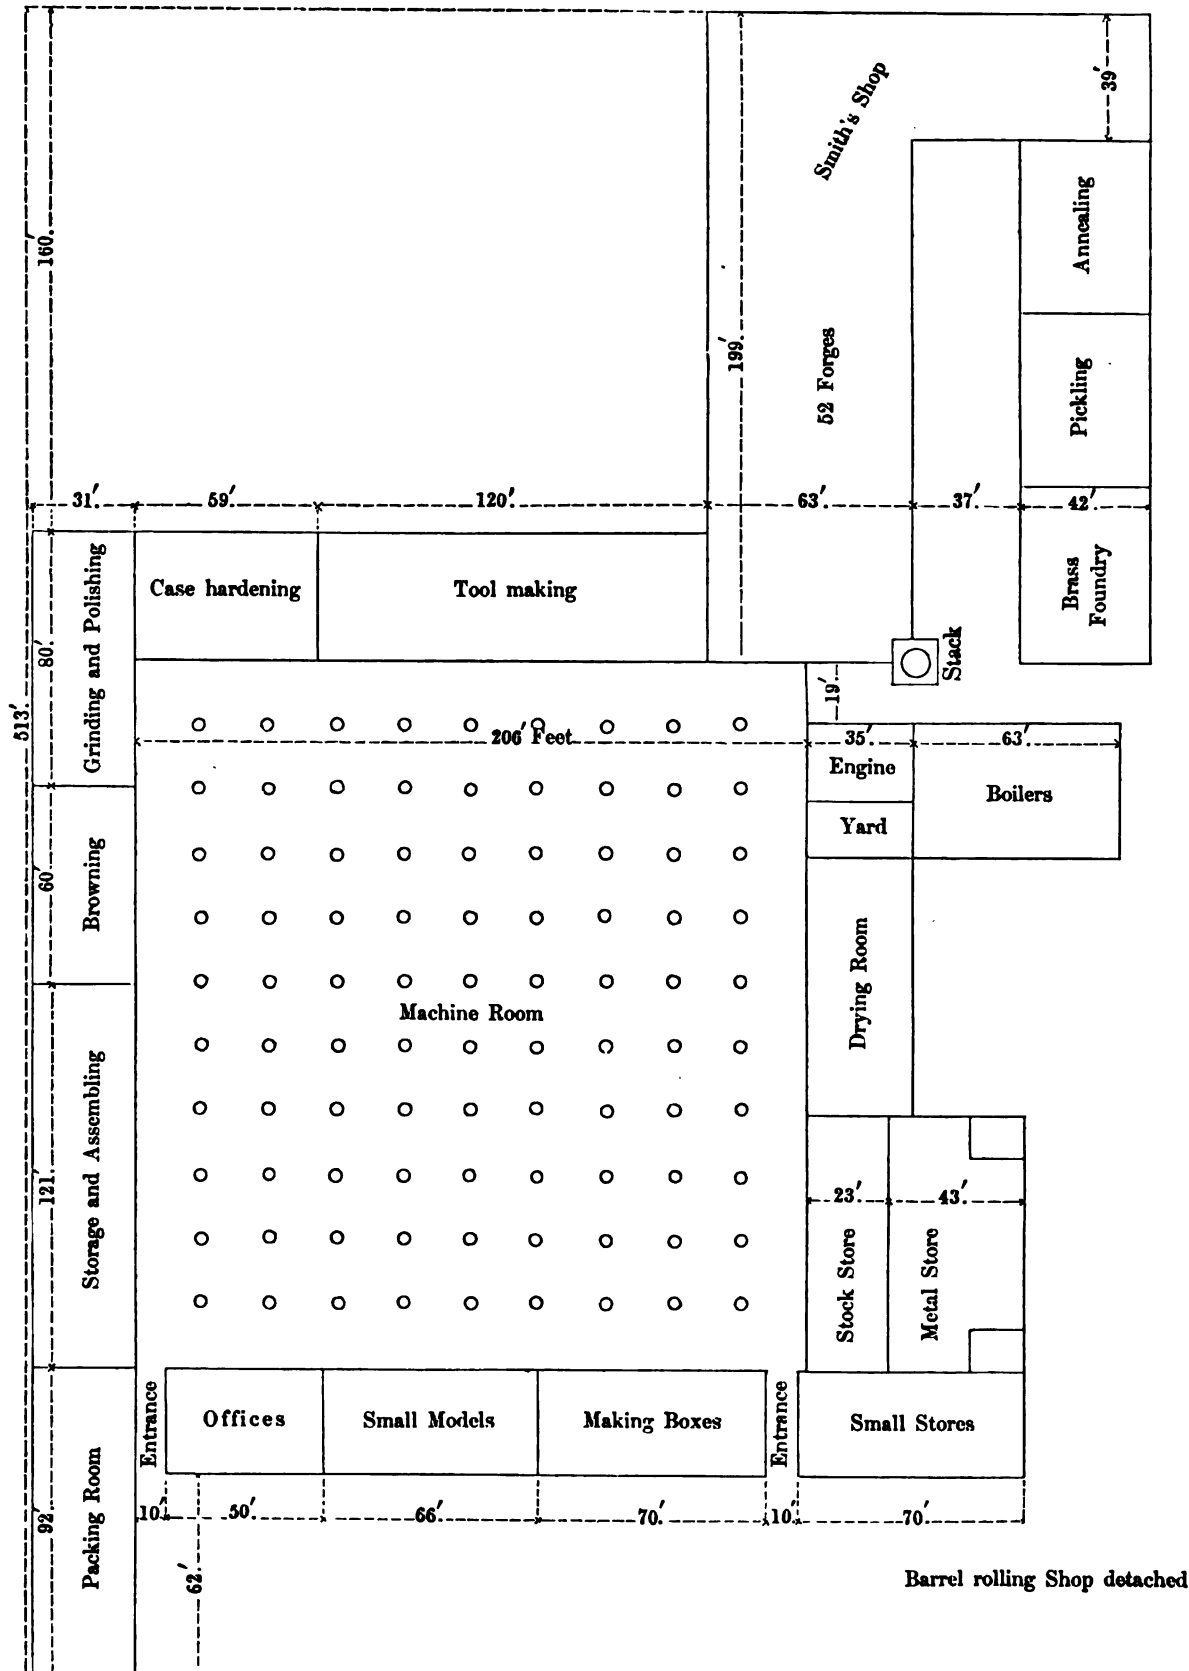 39.′
Smith's Shop
160.′
Annealing
199.′
52 Forges
Pickling
31.′ 59.′ 120.′ 63.′ 37.′ 42.′
Grinding and Polishing
Case hardening
Tool making
Brass
Foundry
80.′
Stack
19.′
513.′
206′ Feet
35.′ 63.′
Engine
Boilers
Yard
Browning
60.′
Drying Room
Machine Room
Storage and Assembling
121.′
23.′ 43.′
Stock Store
Metal Store
Entrance
Offices
Small Models
Making Boxes
Entrance
Small Stores
Packing Room
92.′
10.′ 50.′ 66.′ 70.′ 10.′ 70.′
62.′
Barrel rolling Shop detached